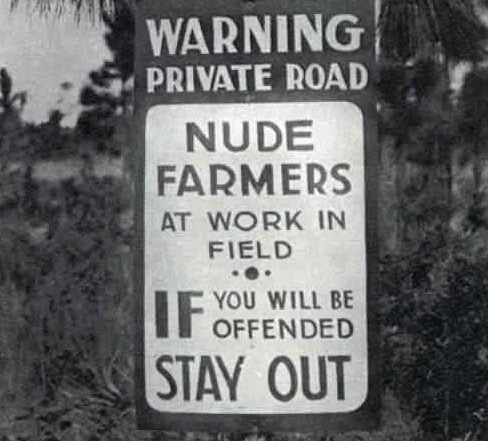 WARNING
PRIVATE ROAD
NUDE
FARMERS
AT WORK IN
FIELD
IF YOU WILL BE
OFFENDED
STAY OUT